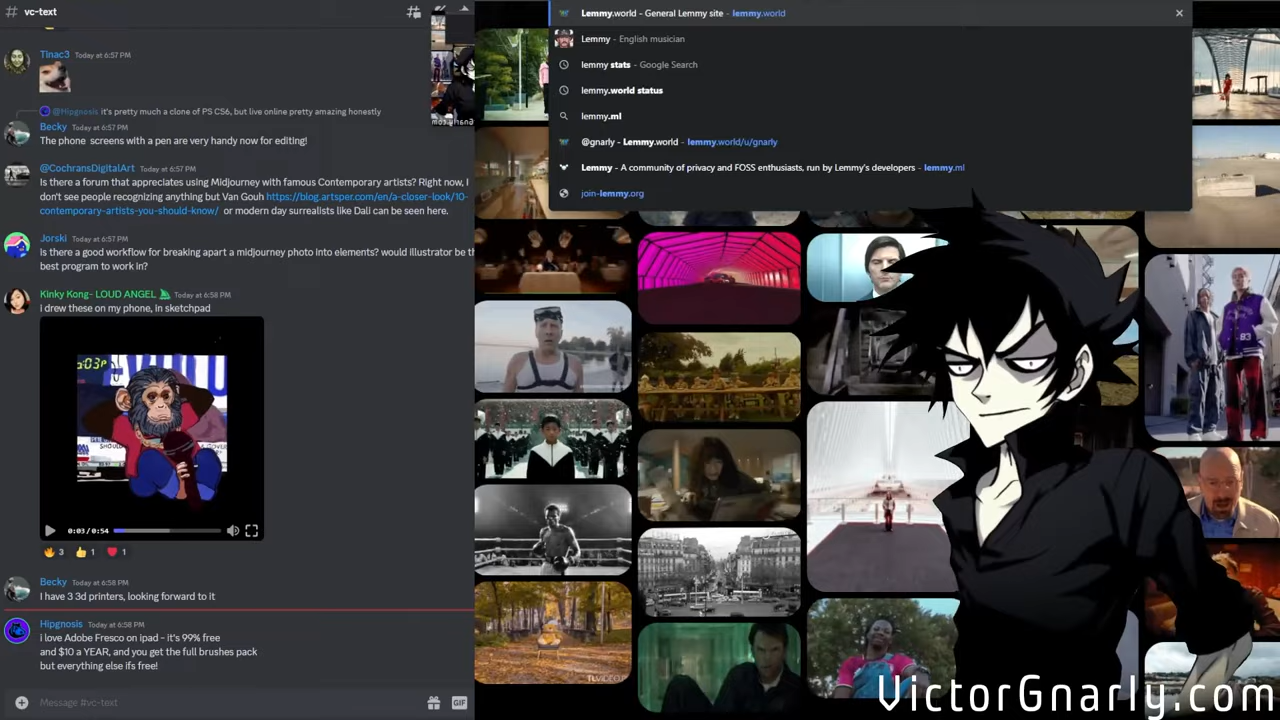 # vc-text
Tinac3 Today at 6:57 PM
@Hipgnosis it's pretty much a clone of PS CS6, but live online pretty amazing honestly
Becky Today at 6:57 PM
The phone screens with a pen are very handy now for editing!
@CochransDigitalArt Today at 6:57 PM
Is there a forum that appreciates using Midjourney with famous Contemporary artists? Right now, I
don't see people recognizing anything but Van Gouh https://blog.artsper.com/en/a-closer-look/10-
contemporary-artists-you-should-know/ or modern day surrealists like Dali can be seen here.
Jorski Today at 6:57 PM
Is there a good workflow for breaking apart a midjourney photo into elements? would illustrator be th
best program to work in?
Kinky Kong- LOUD ANGEL Today at 6:58 PM
i drew these on my phone, in sketchpad
:03P
SHOULD
GOVER
0:03 / 0:54
3 1 1
Becky Today at 6:58 PM
I have 3 3d printers, looking forward to it
Hipgnosis Today at 6:58 PM
i love Adobe Fresco on ipad - it's 99% free
and $10 a YEAR, and you get the full brushes pack
but everything else ifs free!
Message #vc-text
GIF
Lemmy.world - General Lemmy site - lemmy.world
Lemmy - English musician
lemmy stats - Google Search
lemmy.world status
lemmy.ml
@gnarly - Lemmy.world - lemmy.world/u/gnarly
Lemmy - A community of privacy and FOSS enthusiasts, run by Lemmy's developers - lemmy.ml
join-lemmy.org
83
VictorGnarly.com